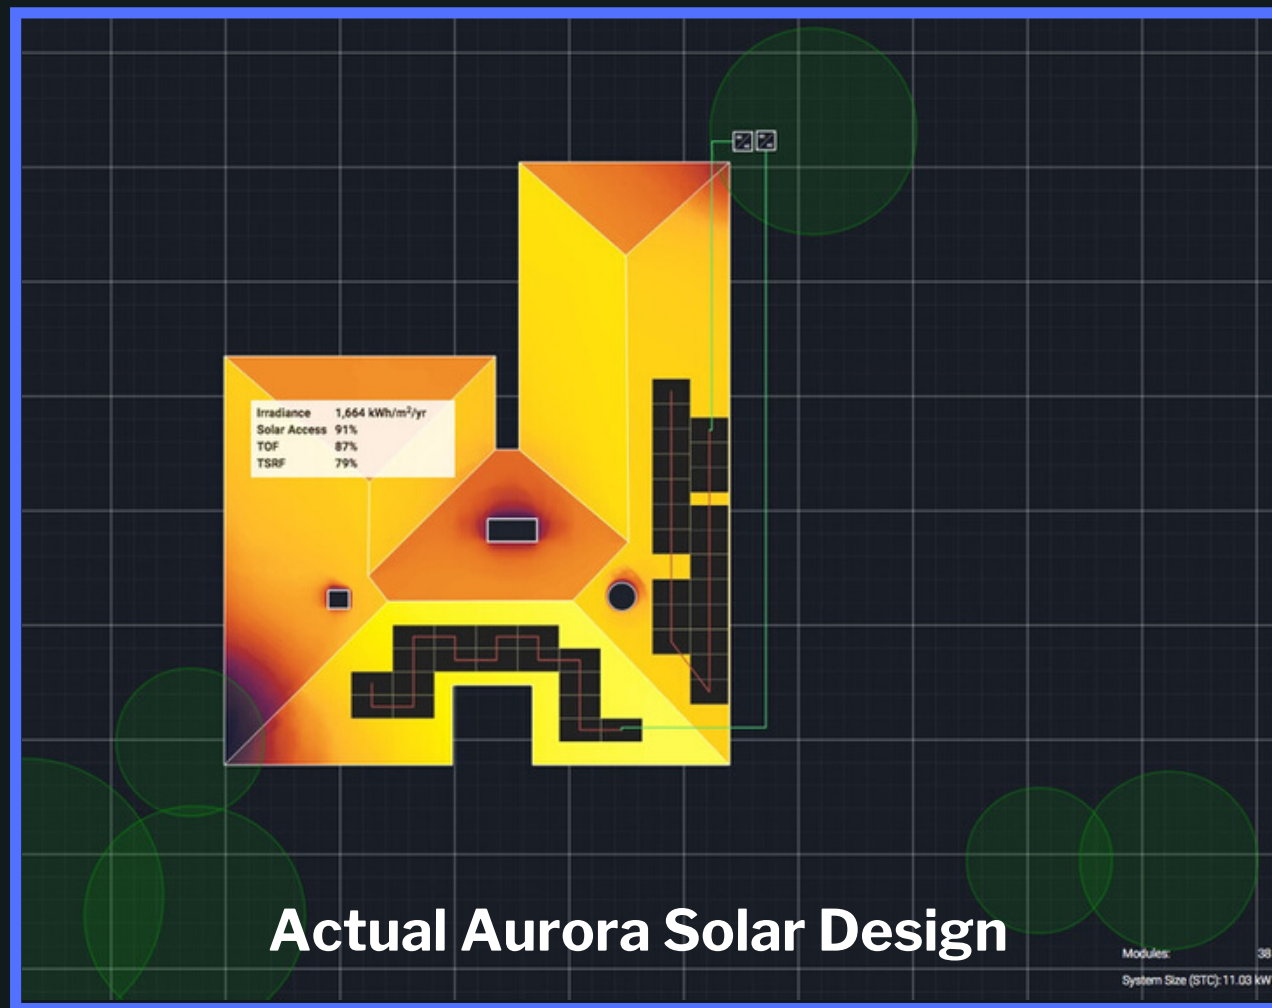 Irradiance 1,664 kWh/m²/yr
Solar Access 91%
TOF 87%
TSRF 79%
Actual Aurora Solar Design
Modules: 38
System Size (STC): 11.03 kW